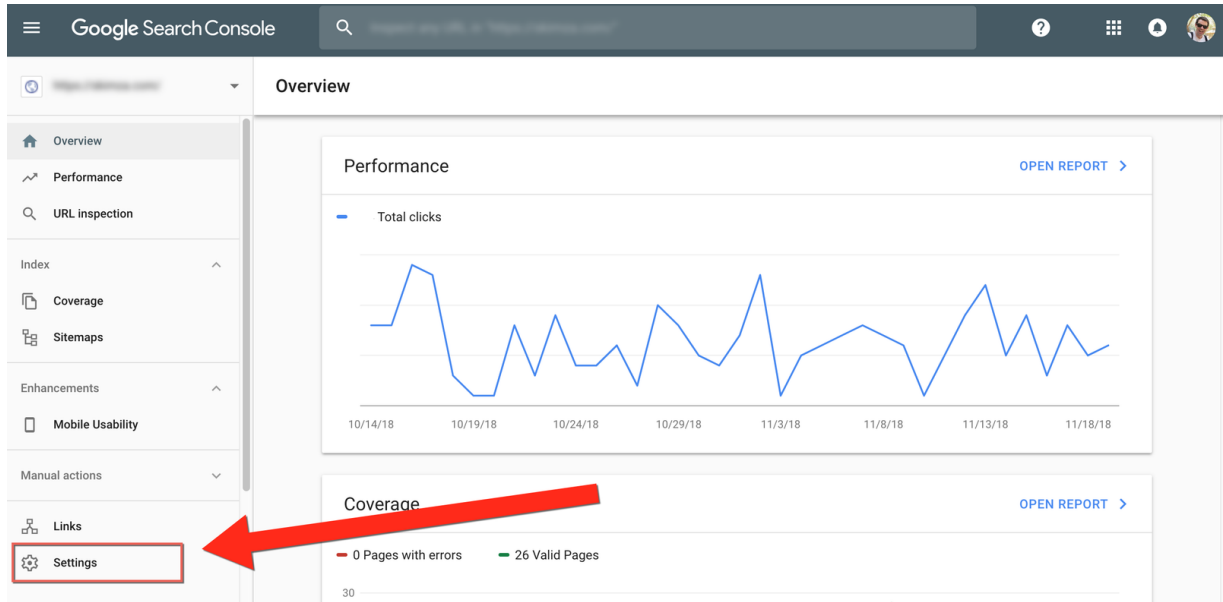 Google Search Console
Overview
Overview
Performance
URL inspection
Index
Coverage
Sitemaps
Enhancements
Mobile Usability
Manual actions
Links
Settings
Performance
OPEN REPORT
Total clicks
10/14/18 10/19/18 10/24/18 10/29/18 11/3/18 11/8/18 11/13/18 11/18/18
Coverage
OPEN REPORT
0 Pages with errors 26 Valid Pages
30